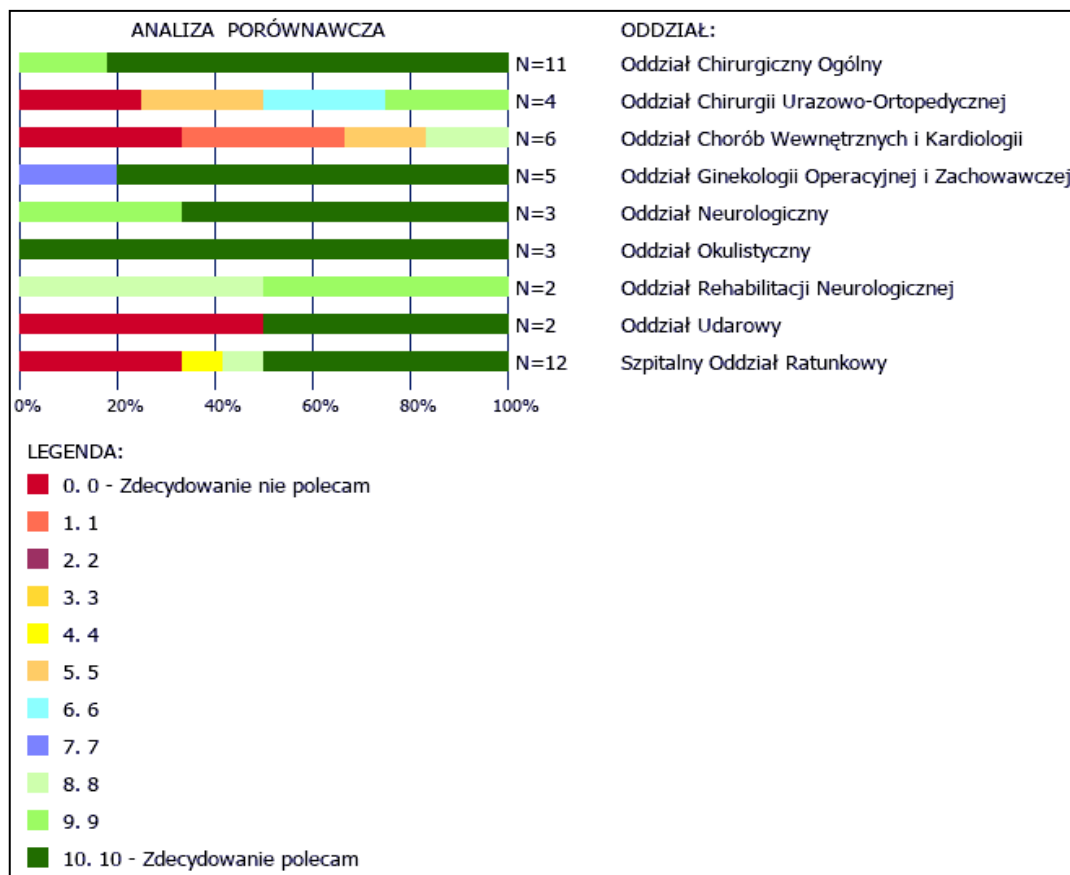 ANALIZA PORÓWNAWCZA ODDZIAŁ:
N=11 Oddział Chirurgiczny Ogólny
N=4 Oddział Chirurgii Urazowo-Ortopedycznej
N=6 Oddział Chorób Wewnętrznych i Kardiologii
N=5 Oddział Ginekologii Operacyjnej i Zachowawczej
N=3 Oddział Neurologiczny
N=3 Oddział Okulistyczny
N=2 Oddział Rehabilitacji Neurologicznej
N=2 Oddział Udarowy
N=12 Szpitalny Oddział Ratunkowy
0% 20% 40% 60% 80% 100%
LEGENDA:
0. 0 - Zdecydowanie nie polecam
1. 1
2. 2
3. 3
4. 4
5. 5
6. 6
7. 7
8. 8
9. 9
10. 10 - Zdecydowanie polecam